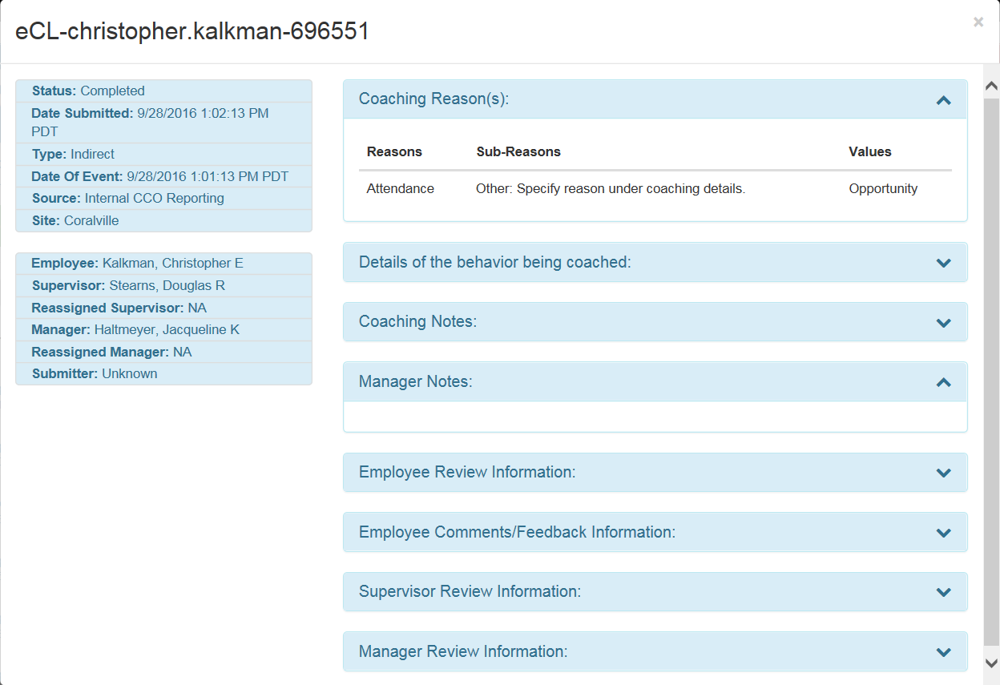 eCL-christopher.kalkman-696551
×
Status: Completed
Date Submitted: 9/28/2016 1:02:13 PM
PDT
Type: Indirect
Date Of Event: 9/28/2016 1:01:13 PM PDT
Source: Internal CCO Reporting
Site: Coralville
Employee: Kalkman, Christopher E
Supervisor: Stearns, Douglas R
Reassigned Supervisor: NA
Manager: Haltmeyer, Jacqueline K
Reassigned Manager: NA
Submitter: Unknown
Coaching Reason(s):
Reasons Sub-Reasons Values
Attendance Other: Specify reason under coaching details. Opportunity
Details of the behavior being coached:
Coaching Notes:
Manager Notes:
Employee Review Information:
Employee Comments/Feedback Information:
Supervisor Review Information:
Manager Review Information: